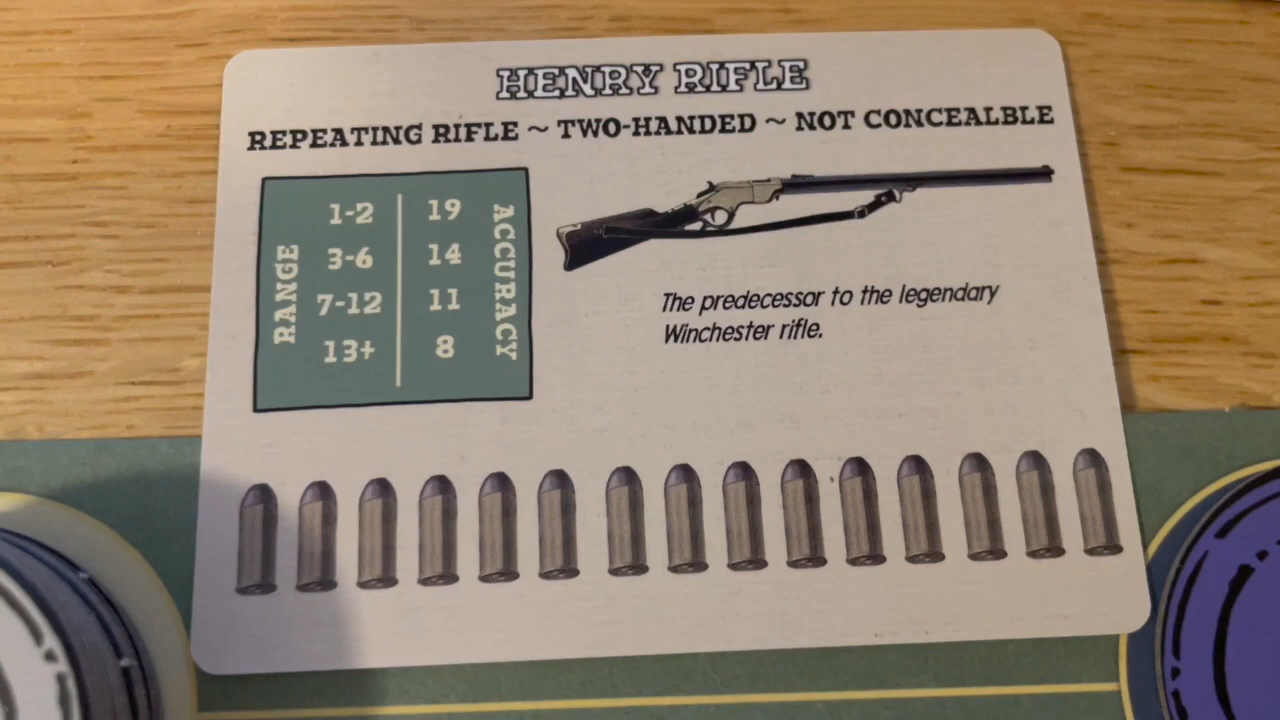 HENRY RIFLE
REPEATING RIFLE ~ TWO-HANDED ~ NOT CONCEALBLE
RANGE
ACCURACY
1-2 19
3-6 14
7-12 11
13+ 8
The predecessor to the legendary
Winchester rifle.